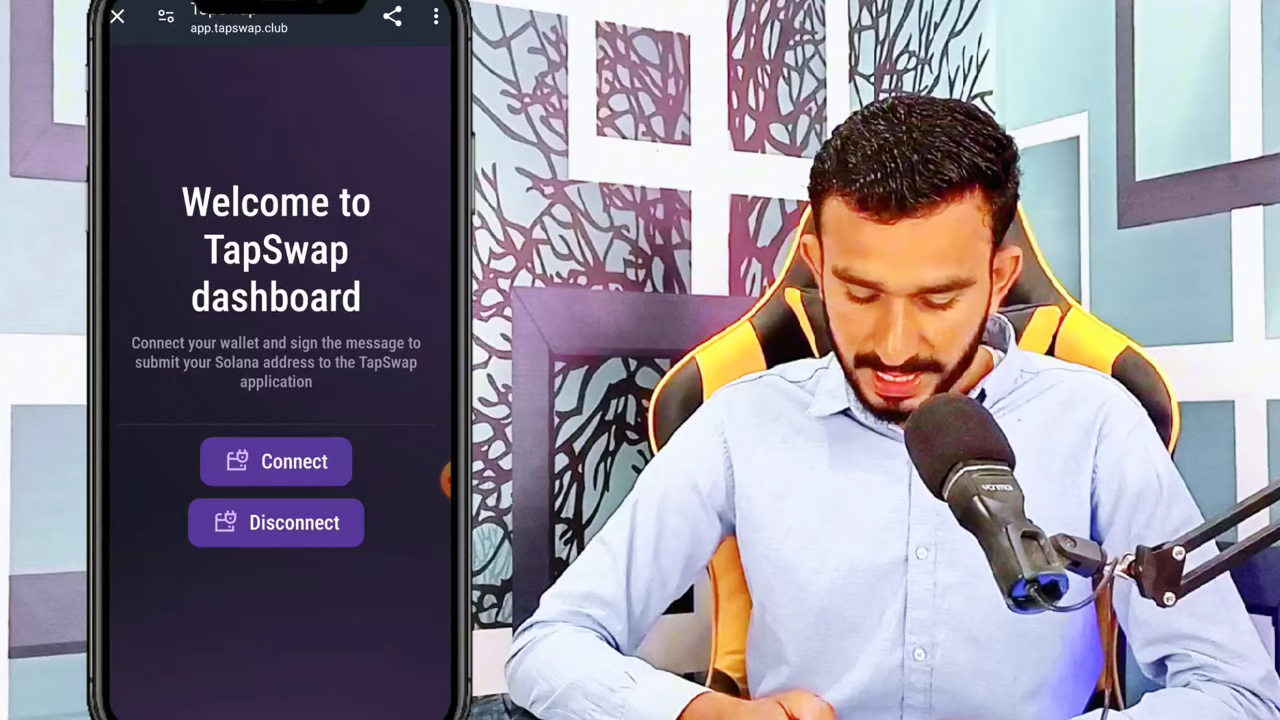 TapSwap
app.tapswap.club
Welcome to
TapSwap
dashboard
Connect your wallet and sign the message to
submit your Solana address to the TapSwap
application
Connect
Disconnect